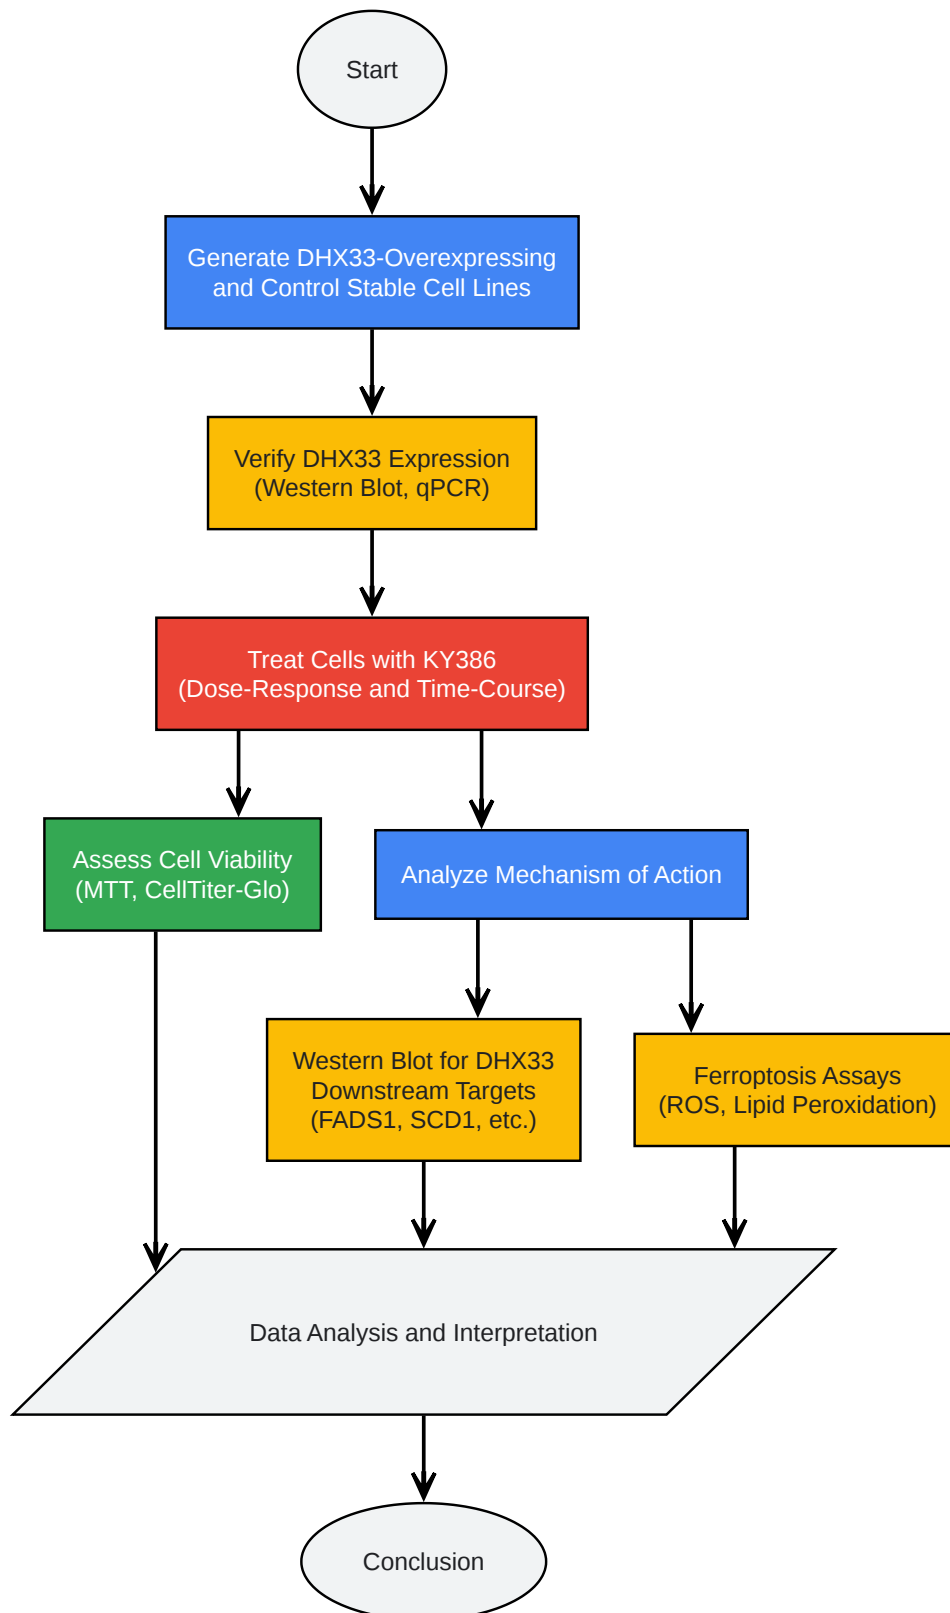 Start
Generate DHX33-Overexpressing
and Control Stable Cell Lines
Verify DHX33 Expression
(Western Blot, qPCR)
Treat Cells with KY386
(Dose-Response and Time-Course)
Assess Cell Viability
(MTT, CellTiter-Glo)
Analyze Mechanism of Action
Western Blot for DHX33
Downstream Targets
(FADS1, SCD1, etc.)
Ferroptosis Assays
(ROS, Lipid Peroxidation)
Data Analysis and Interpretation
Conclusion